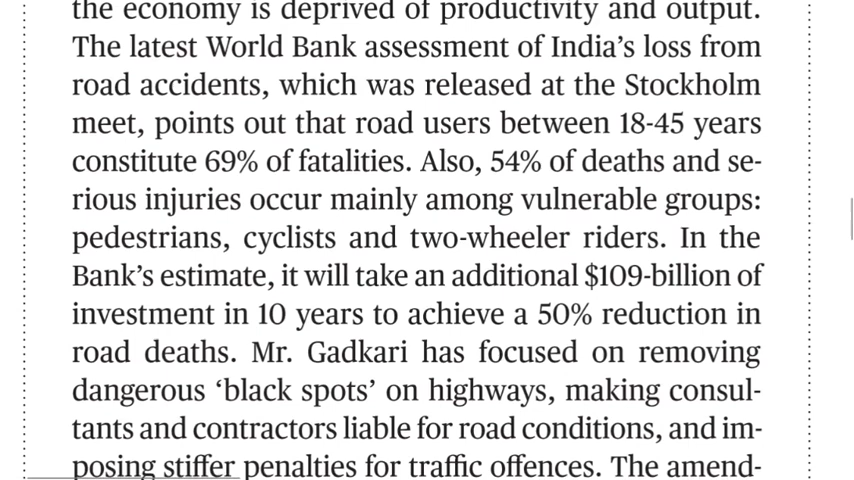 the economy is deprived of productivity and output.
The latest World Bank assessment of India’s loss from
road accidents, which was released at the Stockholm
meet, points out that road users between 18-45 years
constitute 69% of fatalities. Also, 54% of deaths and se-
rious injuries occur mainly among vulnerable groups:
pedestrians, cyclists and two-wheeler riders. In the
Bank’s estimate, it will take an additional $109-billion of
investment in 10 years to achieve a 50% reduction in
road deaths. Mr. Gadkari has focused on removing
dangerous ‘black spots’ on highways, making consul-
tants and contractors liable for road conditions, and im-
posing stiffer penalties for traffic offences. The amend-